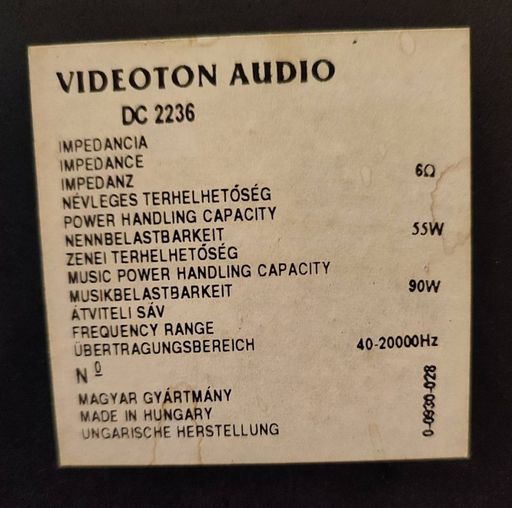 VIDEOTON AUDIO
DC 2236
IMPEDANCIA
IMPEDANCE
IMPEDANZ 6Ω
NÉVLEGES TERHELHETŐSÉG
POWER HANDLING CAPACITY
NENNBELASTBARKEIT 55W
ZENEI TERHELHETŐSÉG
MUSIC POWER HANDLING CAPACITY
MUSIKBELASTBARKEIT 90W
ÁTVITELI SÁV
FREQUENCY RANGE
ÜBERTRAGUNGSBEREICH 40-20000Hz
Nº
MAGYAR GYÁRTMÁNY
MADE IN HUNGARY
UNGARISCHE HERSTELLUNG
0-0930-028